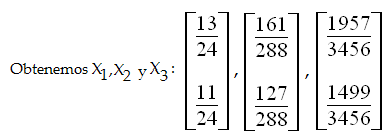 Obtenemos X₁,X₂ y X₃: [13/24 11/24], [161/288 127/288], [1957/3456 1499/3456]